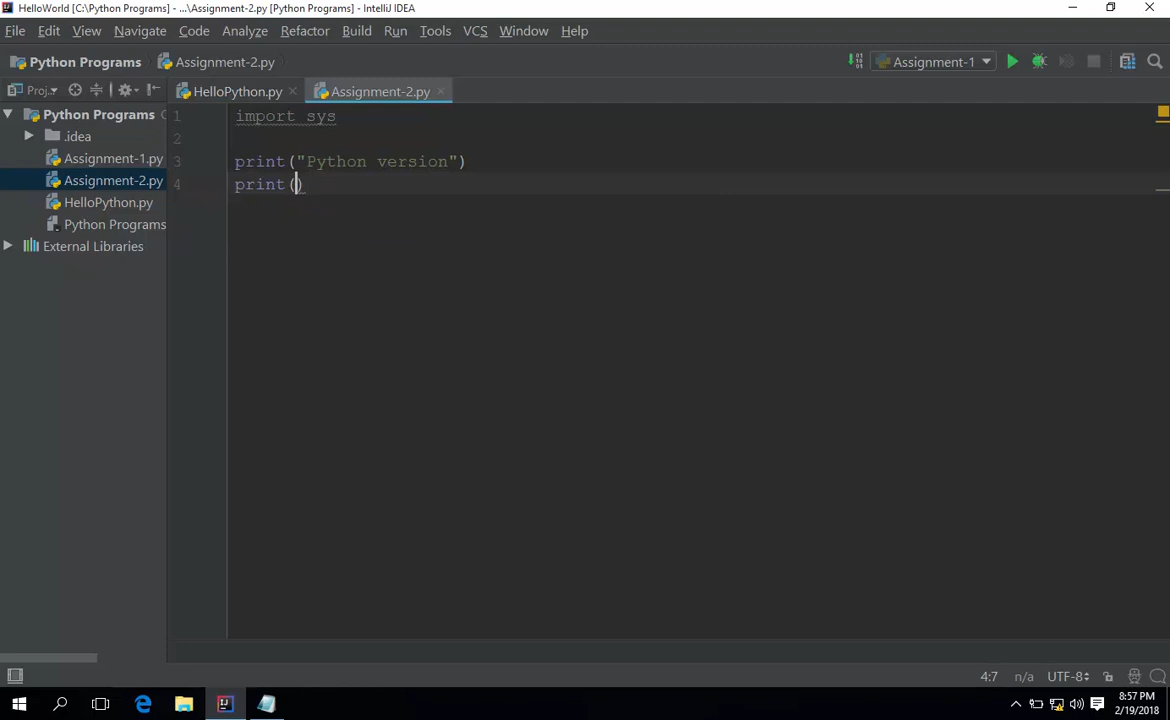 HelloWorld [C:\Python Programs] - ...\Assignment-2.py [Python Programs] - IntelliJ IDEA
File Edit View Navigate Code Analyze Refactor Build Run Tools VCS Window Help
Python Programs Assignment-2.py Assignment-1
Proj.. HelloPython.py Assignment-2.py
Python Programs C
.idea
Assignment-1.py
Assignment-2.py
HelloPython.py
Python Programs
External Libraries
1 import sys
2
3 print("Python version")
4 print()
4:7 n/a UTF-8
8:57 PM
2/19/2018